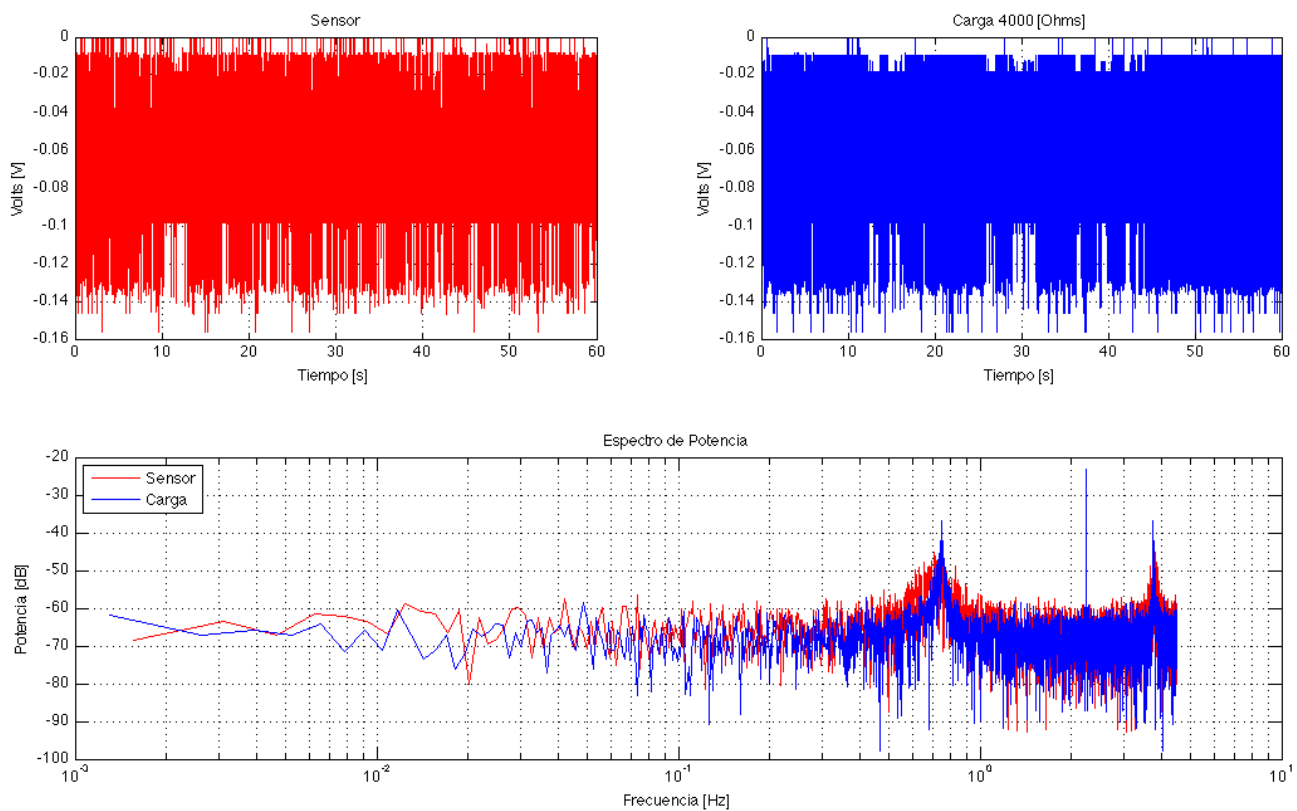 Sensor
0
-0.02
-0.04
-0.06
-0.08
-0.1
-0.12
-0.14
-0.16
Volts [V]
0 10 20 30 40 50 60
Tiempo [s]
Carga 4000 [Ohms]
0
-0.02
-0.04
-0.06
-0.08
-0.1
-0.12
-0.14
-0.16
Volts [V]
0 10 20 30 40 50 60
Tiempo [s]
Espectro de Potencia
-20
-30
-40
-50
-60
-70
-80
-90
-100
Potencia [dB]
Sensor
Carga
10⁻³ 10⁻² 10⁻¹ 10⁰ 10¹
Frecuencia [Hz]